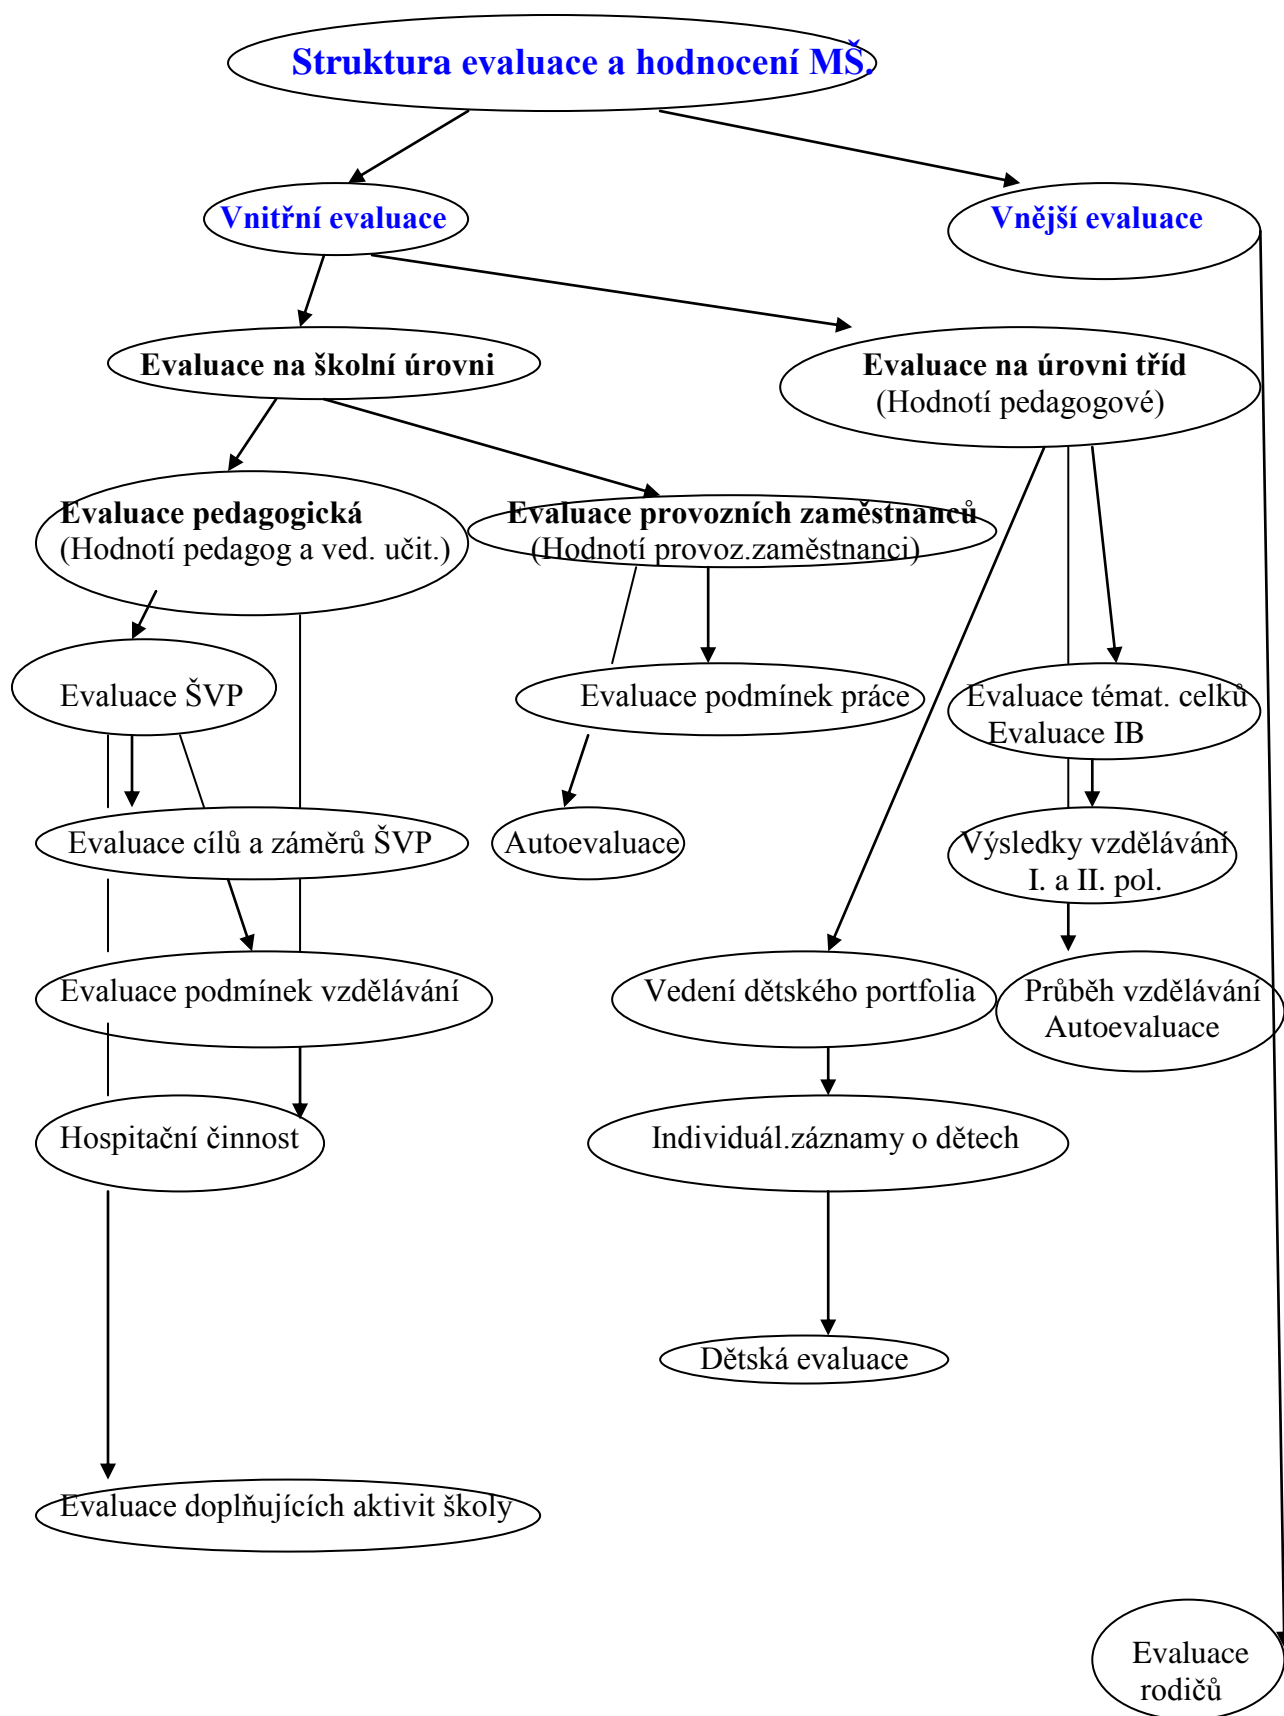 Struktura evaluace a hodnocení MŠ.
Vnitřní evaluace
Vnější evaluace
Evaluace na školní úrovni
Evaluace na úrovni tříd
(Hodnotí pedagogové)
Evaluace pedagogická
(Hodnotí pedagog a ved. učit.)
Evaluace provozních zaměstnanců
(Hodnotí provoz.zaměstnanci)
Evaluace ŠVP
Evaluace podmínek práce
Evaluace témat. celků
Evaluace IB
Evaluace cílů a záměrů ŠVP
Autoevaluace
Výsledky vzdělávání
I. a II. pol.
Evaluace podmínek vzdělávání
Vedení dětského portfolia
Průběh vzdělávání
Autoevaluace
Hospitační činnost
Individuál.záznamy o dětech
Dětská evaluace
Evaluace doplňujících aktivit školy
Evaluace
rodičů